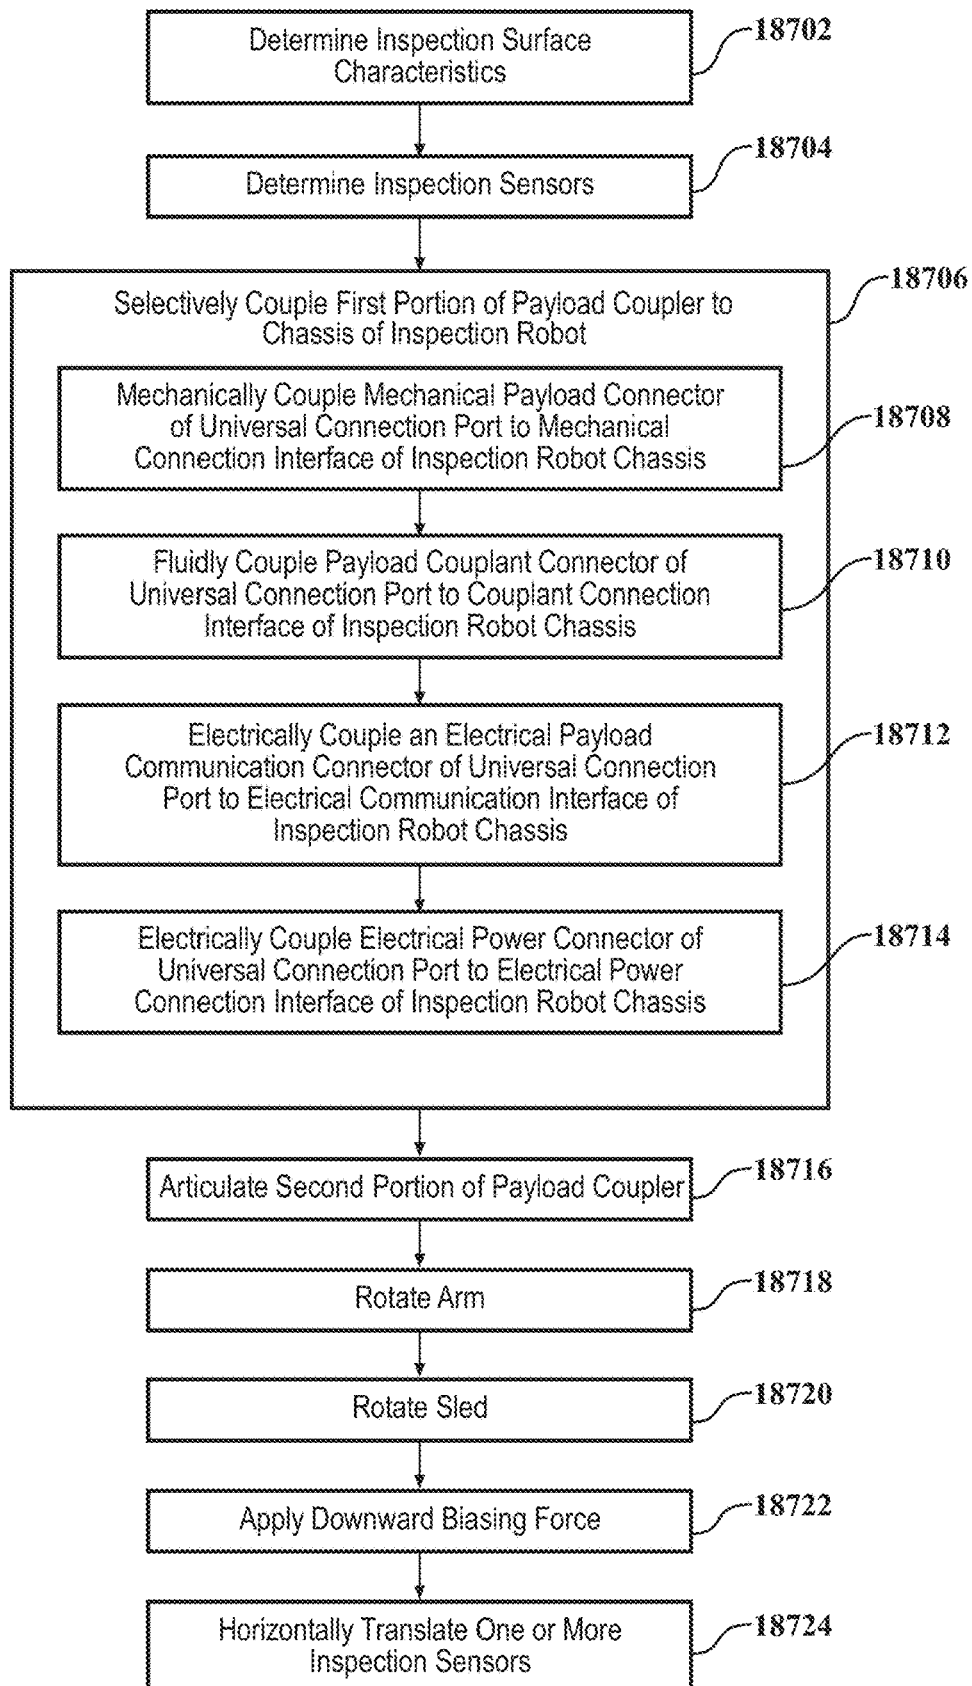 Determine Inspection Surface
Characteristics
18702
Determine Inspection Sensors
18704
Selectively Couple First Portion of Payload Coupler to
Chassis of Inspection Robot
18706
Mechanically Couple Mechanical Payload Connector
of Universal Connection Port to Mechanical
Connection Interface of Inspection Robot Chassis
18708
Fluidly Couple Payload Couplant Connector of
Universal Connection Port to Couplant Connection
Interface of Inspection Robot Chassis
18710
Electrically Couple an Electrical Payload
Communication Connector of Universal Connection
Port to Electrical Communication Interface of
Inspection Robot Chassis
18712
Electrically Couple Electrical Power Connector of
Universal Connection Port to Electrical Power
Connection Interface of Inspection Robot Chassis
18714
Articulate Second Portion of Payload Coupler
18716
Rotate Arm
18718
Rotate Sled
18720
Apply Downward Biasing Force
18722
Horizontally Translate One or More
Inspection Sensors
18724